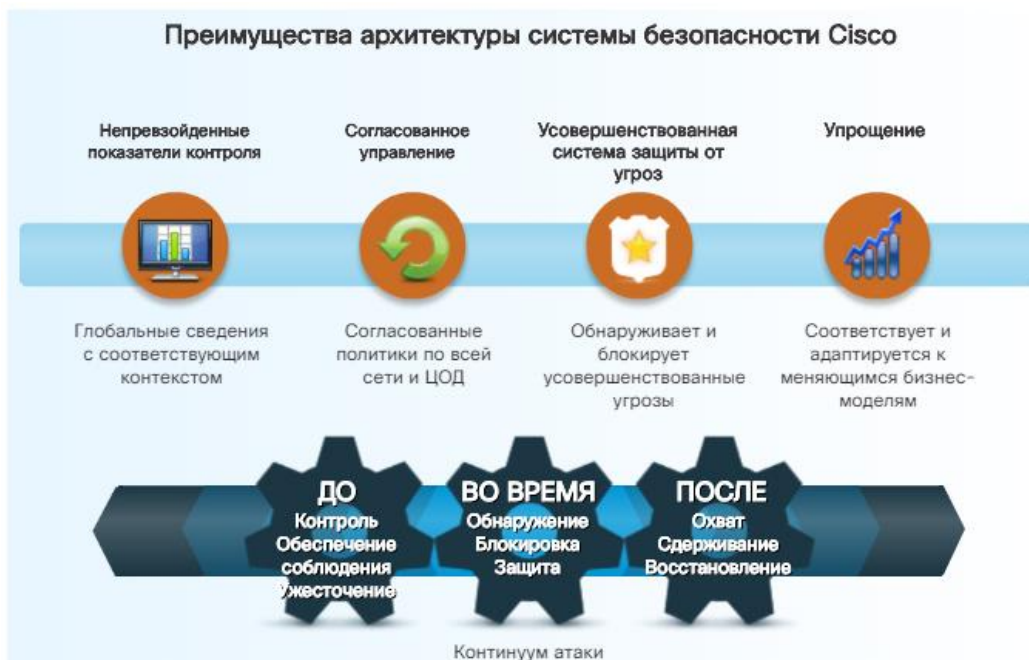 Преимущества архитектуры системы безопасности Cisco
Непревзойденные
показатели контроля
Согласованное
управление
Усовершенствованная
система защиты от
угроз
Упрощение
Глобальные сведения
с соответствующим
контекстом
Согласованные
политики по всей
сети и ЦОД
Обнаруживает и
блокирует
усовершенствованные
угрозы
Соответствует и
адаптируется к
меняющимся бизнес-
моделям
ДО
Контроль
Обеспечение
соблюдения
Ужесточение
ВО ВРЕМЯ
Обнаружение
Блокировка
Защита
ПОСЛЕ
Охват
Сдерживание
Восстановление
Континуум атаки